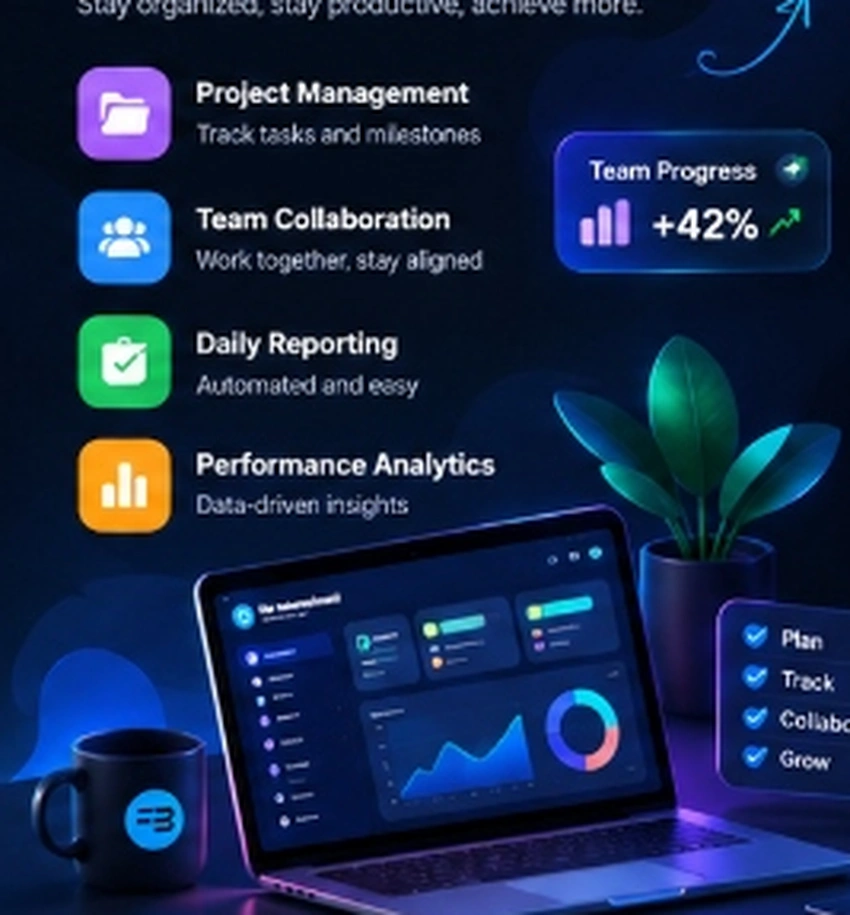 Stay organized, stay productive, achieve more.
Project Management
Track tasks and milestones
Team Progress
+42%
Team Collaboration
Work together, stay aligned
Daily Reporting
Automated and easy
Performance Analytics
Data-driven insights
Plan
Track
Collabo
Grow